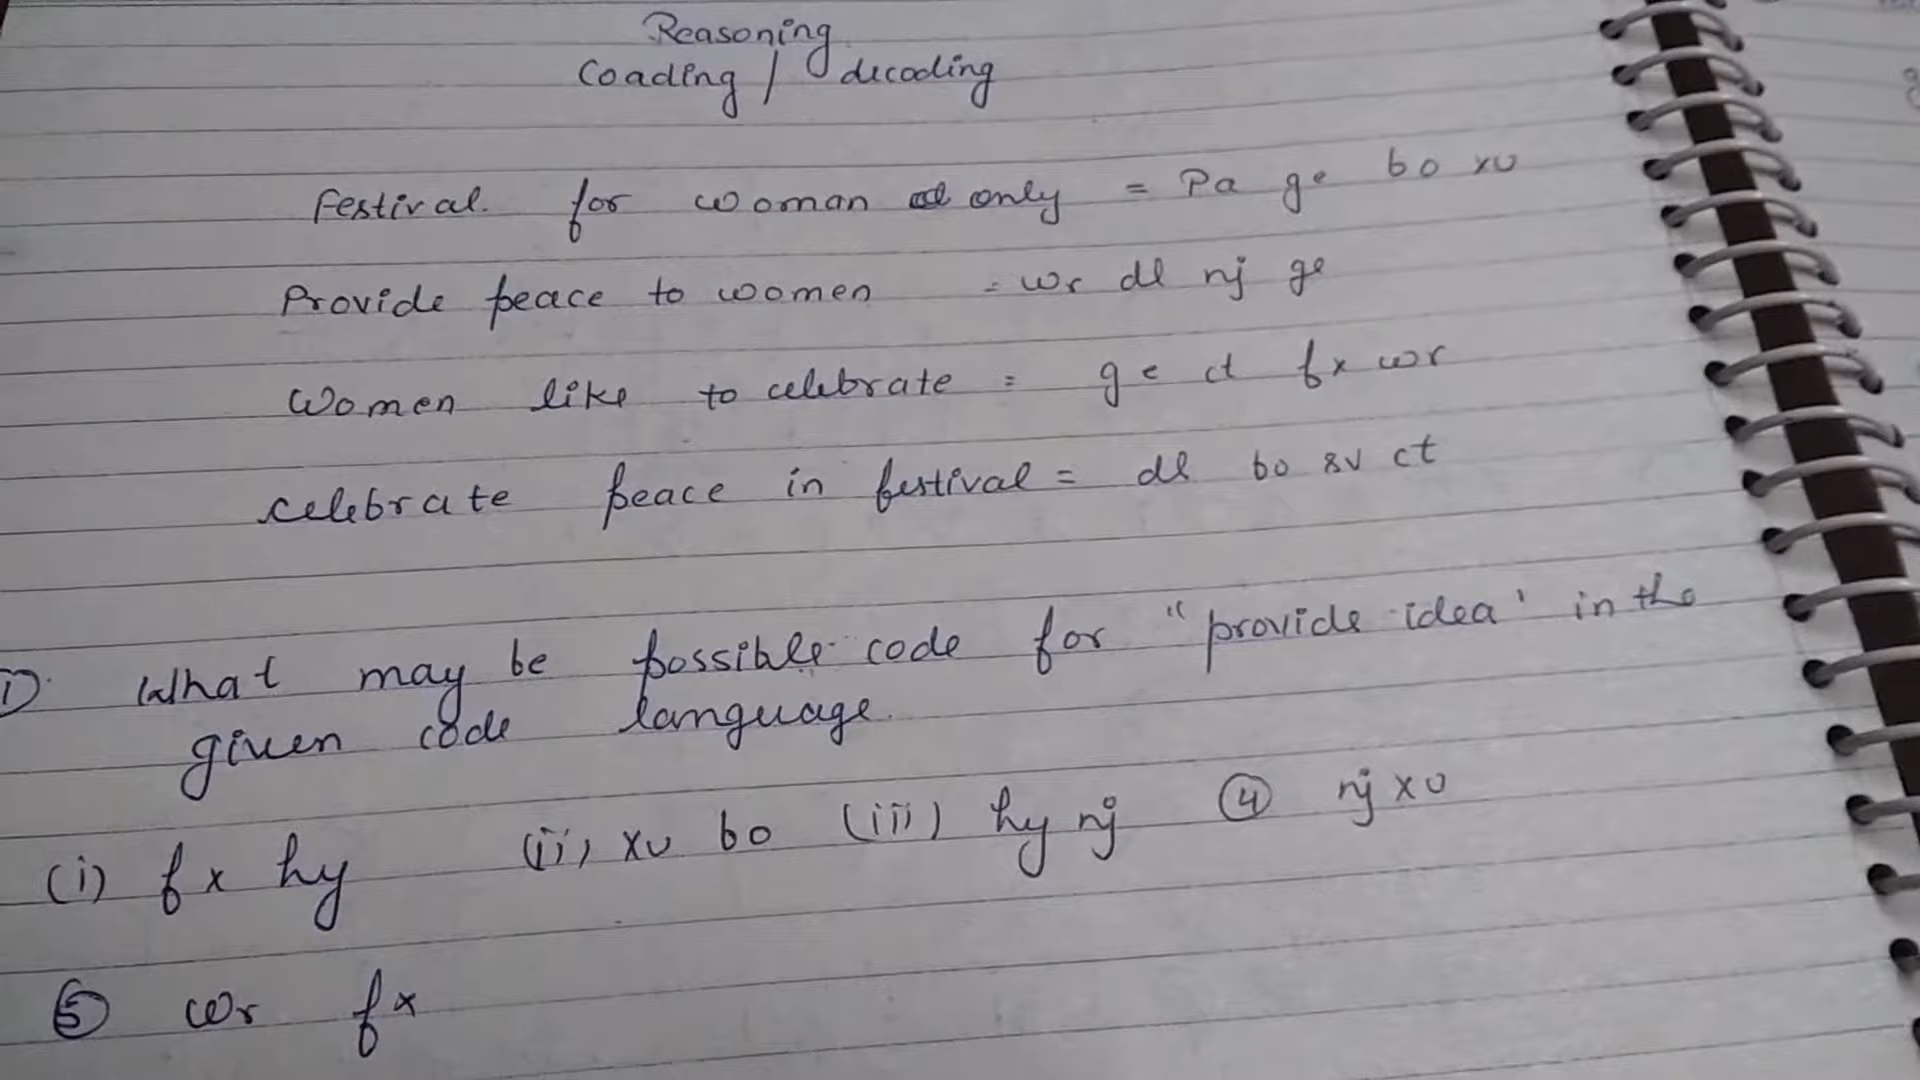 Reasoning
Coading / decoding
festival for woman only = Pa ge bo xu
Provide peace to women = wr dl nj ge
Women like to celebrate = ge ct fx wr
celebrate peace in festival = dl bo sv ct
1) What may be possible code for "provide idea' in the
given code language.
(i) fx hy (ii) xu bo (iii) hy nj ④ nj xu
⑤ wr fx